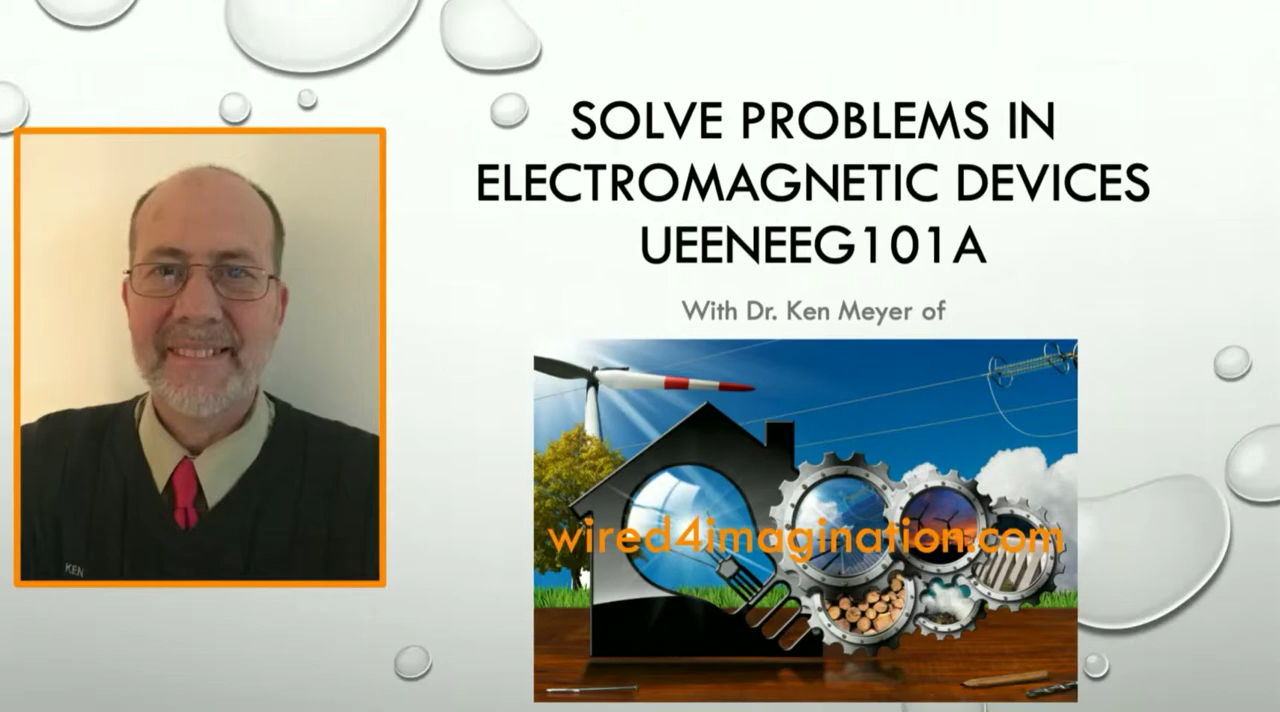 SOLVE PROBLEMS IN
ELECTROMAGNETIC DEVICES
UEENEEG101A
With Dr. Ken Meyer of
wired4imagination.com
KEN